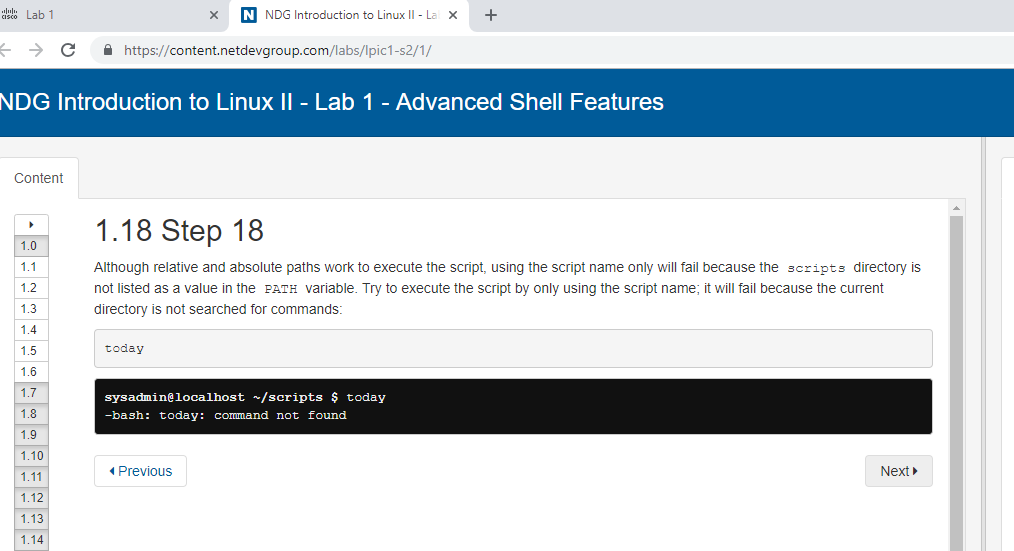 CISCO Lab 1
N NDG Introduction to Linux II - La
https://content.netdevgroup.com/labs/lpic1-s2/1/
NDG Introduction to Linux II - Lab 1 - Advanced Shell Features
Content
1.0
1.1
1.2
1.3
1.4
1.5
1.6
1.7
1.8
1.9
1.10
1.11
1.12
1.13
1.14
1.18 Step 18
Although relative and absolute paths work to execute the script, using the script name only will fail because the scripts directory is
not listed as a value in the PATH variable. Try to execute the script by only using the script name; it will fail because the current
directory is not searched for commands:
today
sysadmin@localhost ~/scripts $ today
-bash: today: command not found
Previous
Next